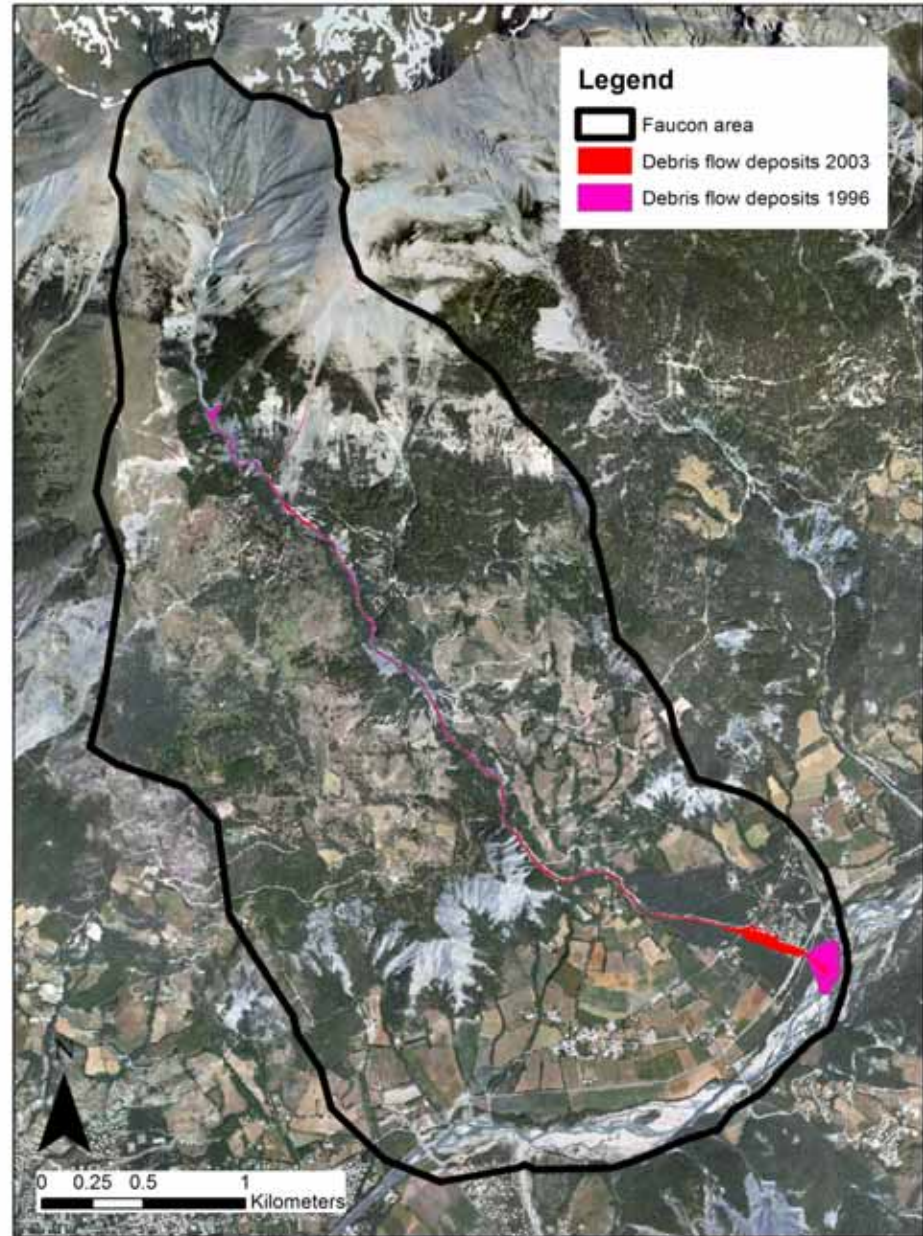 Legend
Faucon area
Debris flow deposits 2003
Debris flow deposits 1996
N
0 0.25 0.5 1
Kilometers